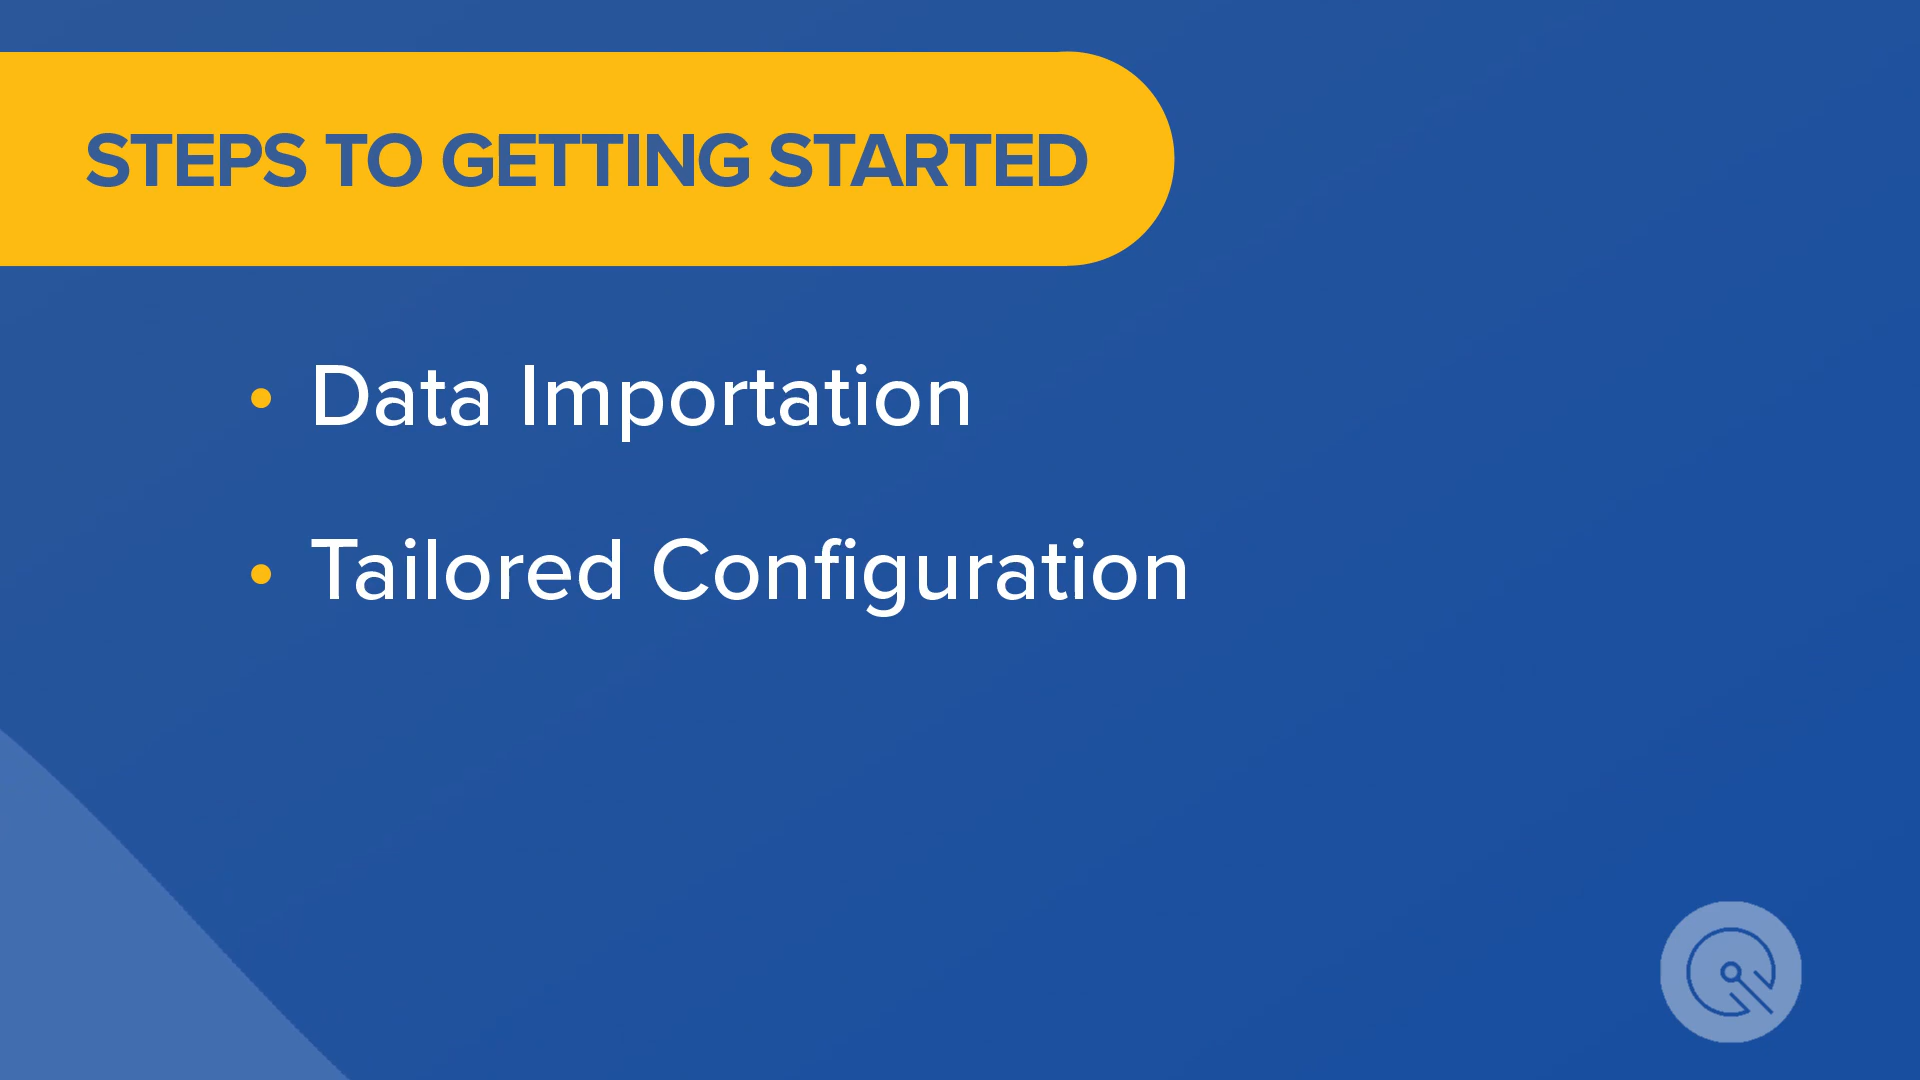 STEPS TO GETTING STARTED
• Data Importation
• Tailored Configuration